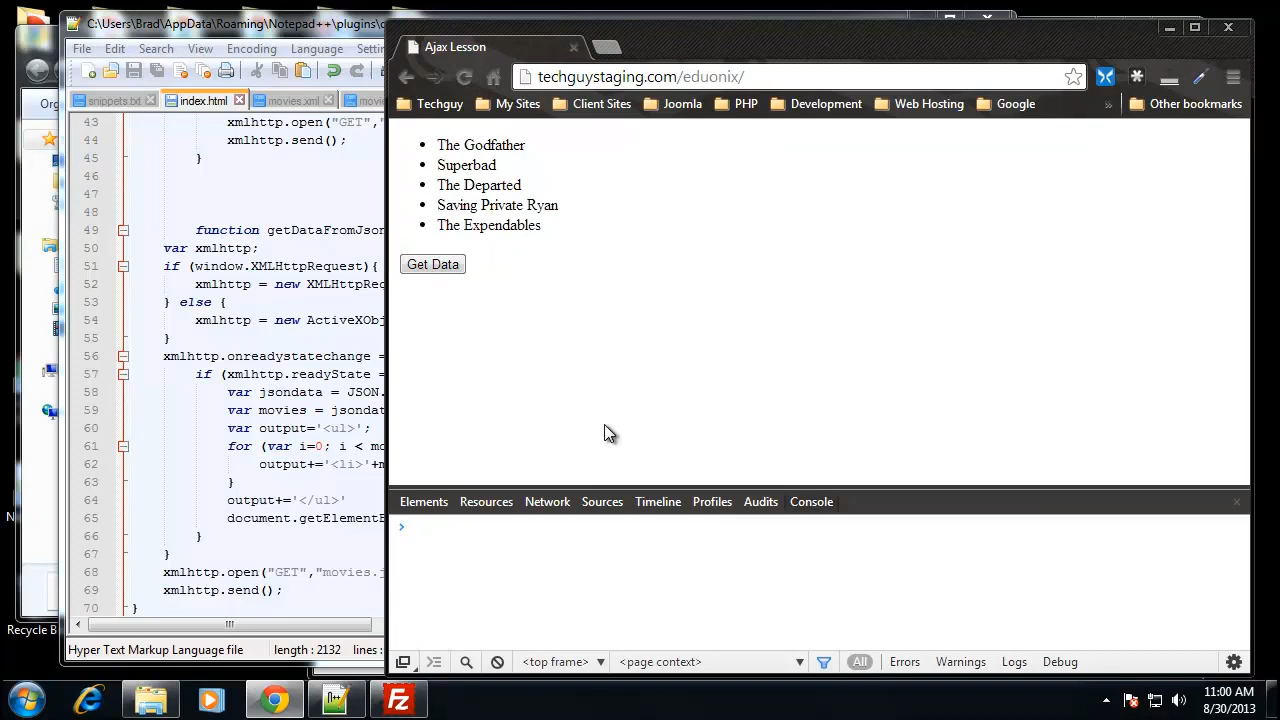 C:\Users\Brad\AppData\Roaming\Notepad++\plugins\c
File Edit Search View Encoding Language Settin
snippets.txt index.html movies.xml movie
43 xmlhttp.open("GET","
44 xmlhttp.send();
45 }
46
47
48
49 function getDataFromJson
50 var xmlhttp;
51 if (window.XMLHttpRequest){
52 xmlhttp = new XMLHttpReq
53 } else {
54 xmlhttp = new ActiveXObj
55 }
56 xmlhttp.onreadystatechange =
57 if (xmlhttp.readyState =
58 var jsondata = JSON.
59 var movies = jsondat
60 var output='<ul>';
61 for (var i=0; i < mo
62 output+='<li>'+m
63 }
64 output+='</ul>'
65 document.getElementB
66 }
67 }
68 xmlhttp.open("GET","movies.j
69 xmlhttp.send();
70 }
Hyper Text Markup Language file length : 2132 lines :
Org
Recycle B
Ajax Lesson
techguystaging.com/eduonix/
Techguy My Sites Client Sites Joomla PHP Development Web Hosting Google » Other bookmarks
• The Godfather
• Superbad
• The Departed
• Saving Private Ryan
• The Expendables
Get Data
Elements Resources Network Sources Timeline Profiles Audits Console
<top frame> <page context> All Errors Warnings Logs Debug
11:00 AM
8/30/2013